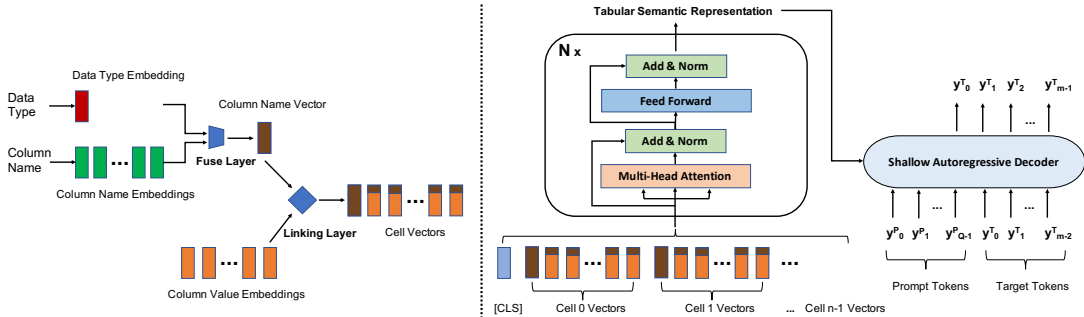 Data Type Embedding
Data
Type
Column Name Vector
Column
Name
Fuse Layer
Column Name Embeddings
Linking Layer
Cell Vectors
Column Value Embeddings
Tabular Semantic Representation
N x
Add & Norm
Feed Forward
Add & Norm
Multi-Head Attention
...
[CLS] Cell 0 Vectors Cell 1 Vectors ... Cell n-1 Vectors
y^T_0 y^T_1 y^T_2 y^T_m-1
...
Shallow Autoregressive Decoder
... ...
y^P_0 y^P_1 y^P_Q-1 y^T_0 y^T_1 y^T_m-2
Prompt Tokens Target Tokens